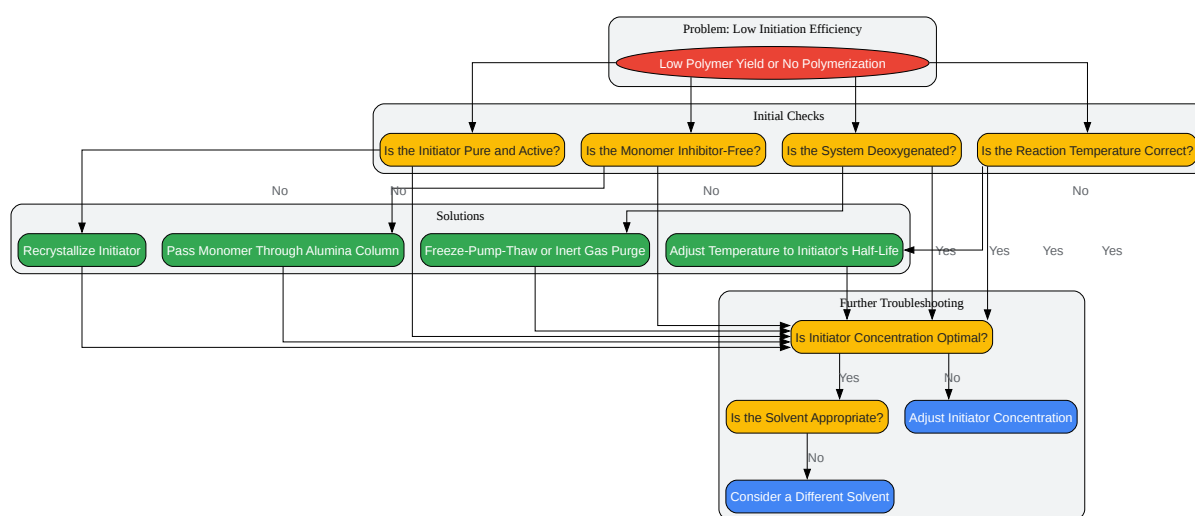 Problem: Low Initiation Efficiency
Low Polymer Yield or No Polymerization
Initial Checks
Is the Initiator Pure and Active?
Is the Monomer Inhibitor-Free?
Is the System Deoxygenated?
Is the Reaction Temperature Correct?
No
No
No
No
Solutions
Recrystallize Initiator
Pass Monomer Through Alumina Column
Freeze-Pump-Thaw or Inert Gas Purge
Adjust Temperature to Initiator's Half-Life
Yes
Yes
Yes
Yes
Further Troubleshooting
Is Initiator Concentration Optimal?
Yes
No
Is the Solvent Appropriate?
Adjust Initiator Concentration
No
Consider a Different Solvent